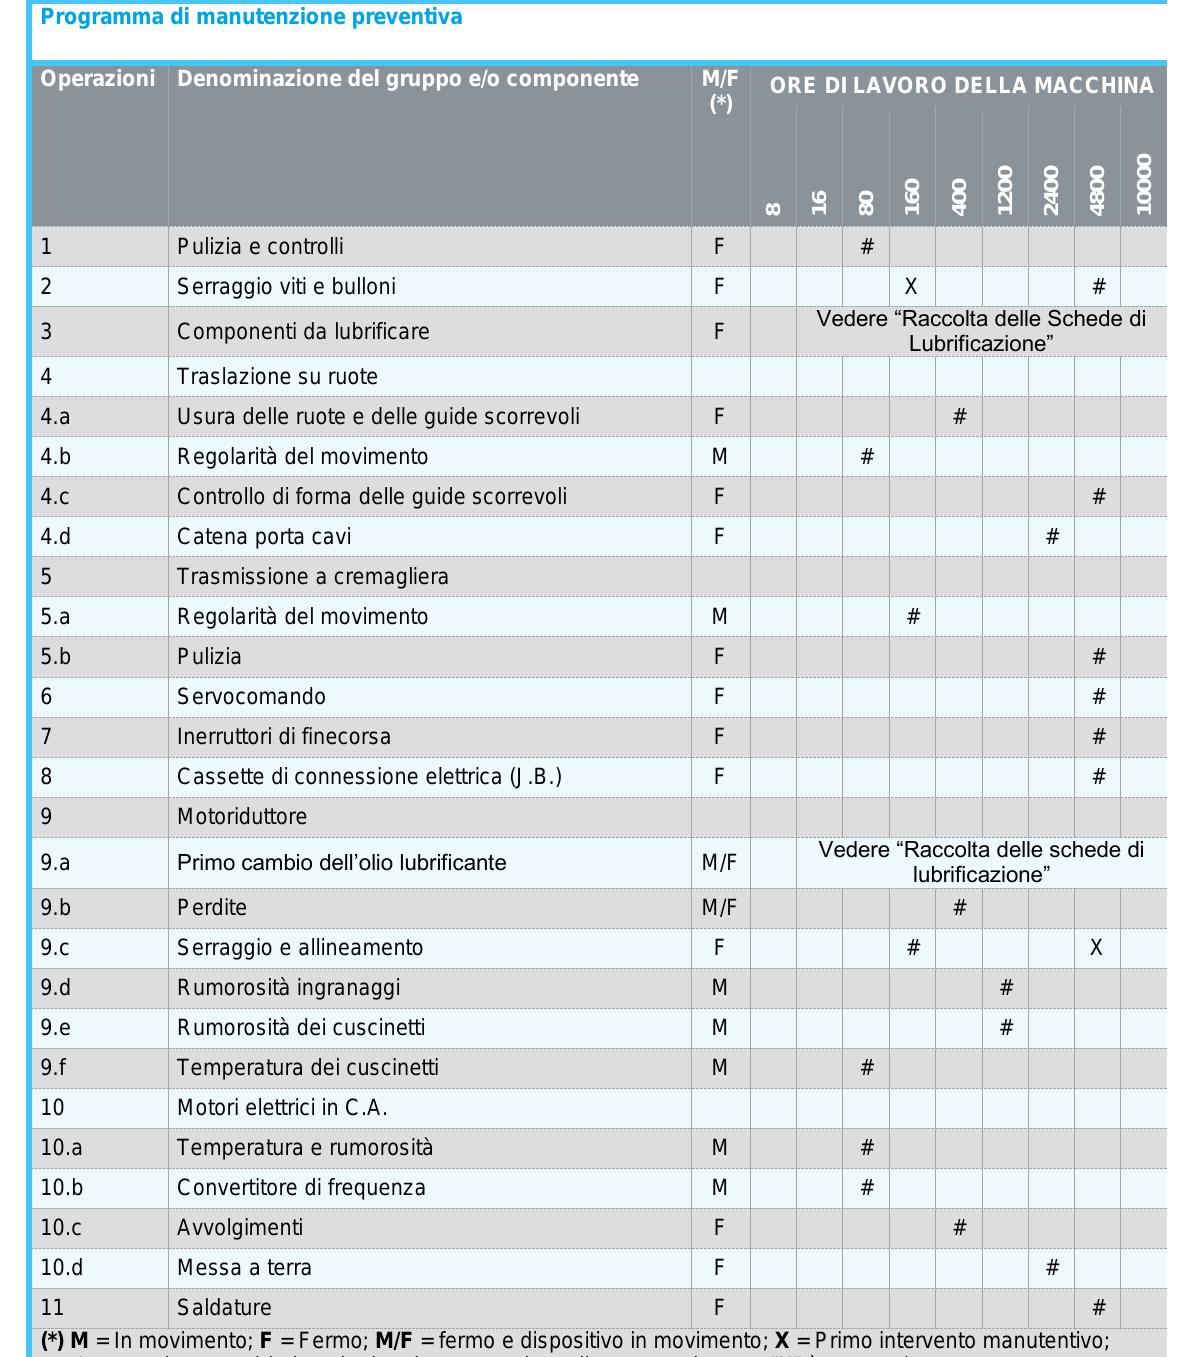 Programma di manutenzione preventiva
Operazioni Denominazione del gruppo e/o componente M/F (*) ORE DI LAVORO DELLA MACCHINA
8 16 80 160 400 1200 2400 4800 10000
1 Pulizia e controlli F #
2 Serraggio viti e bulloni F X #
3 Componenti da lubrificare F Vedere “Raccolta delle Schede di
Lubrificazione”
4 Traslazione su ruote
4.a Usura delle ruote e delle guide scorrevoli F #
4.b Regolarità del movimento M #
4.c Controllo di forma delle guide scorrevoli F #
4.d Catena porta cavi F #
5 Trasmissione a cremagliera
5.a Regolarità del movimento M #
5.b Pulizia F #
6 Servocomando F #
7 Inerruttori di finecorsa F #
8 Cassette di connessione elettrica (J.B.) F #
9 Motoriduttore
9.a Primo cambio dell’olio lubrificante M/F Vedere “Raccolta delle schede di
lubrificazione”
9.b Perdite M/F #
9.c Serraggio e allineamento F # X
9.d Rumorosità ingranaggi M #
9.e Rumorosità dei cuscinetti M #
9.f Temperatura dei cuscinetti M #
10 Motori elettrici in C.A.
10.a Temperatura e rumorosità M #
10.b Convertitore di frequenza M #
10.c Avvolgimenti F #
10.d Messa a terra F #
11 Saldature F #
(*) M = In movimento; F = Fermo; M/F = fermo e dispositivo in movimento; X = Primo intervento manutentivo;